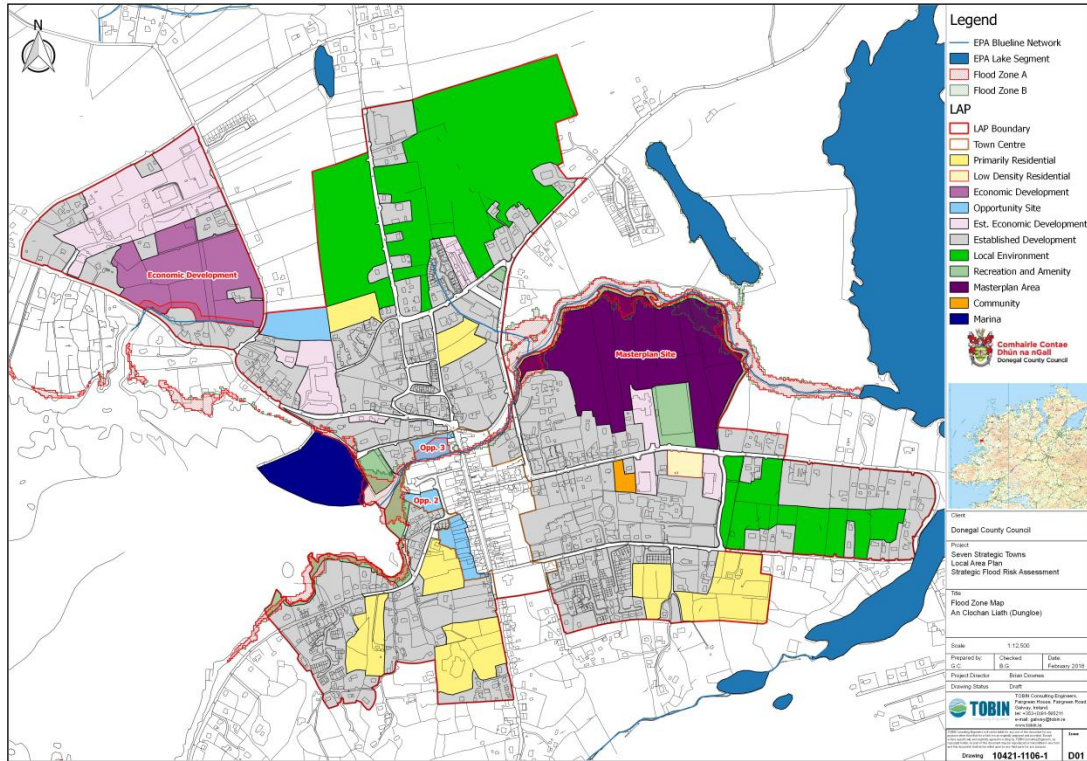 N
Economic Development
Masterplan Site
Opp. 3
Opp. 2
Legend
EPA Blueline Network
EPA Lake Segment
Flood Zone A
Flood Zone B
LAP
LAP Boundary
Town Centre
Primarily Residential
Low Density Residential
Economic Development
Opportunity Site
Est. Economic Development
Established Development
Local Environment
Recreation and Amenity
Masterplan Area
Community
Marina
Comhairle Contae
Dhún na nGall
Donegal County Council
Client
Donegal County Council
Project
Seven Strategic Towns
Local Area Plan
Strategic Flood Risk Assessment
Title
Flood Zone Map
An Clochan Liath (Dungloe)
Scale 1:12,500
Prepared by: Checked: Date:
G.C. B.G. February 2018
Project Director Brian Downes
Drawing Status Draft
TOBIN
TOBIN Consulting Engineers,
Fairgreen House, Fairgreen Road
Galway, Ireland.
e-mail: galway@tobin.ie
www.tobin.ie
Issue
Drawing 10421-1106-1 D01